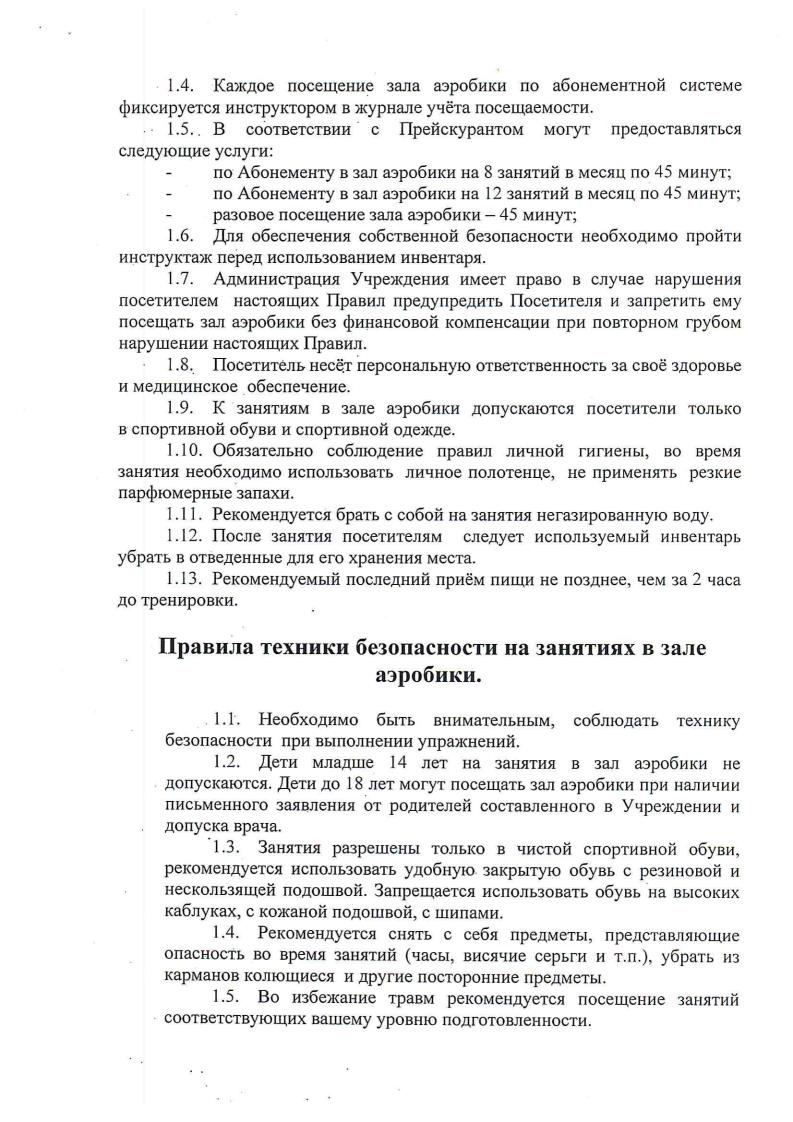 1.4. Каждое посещение зала аэробики по абонементной системе
фиксируется инструктором в журнале учёта посещаемости.
1.5. В соответствии с Прейскурантом могут предоставляться
следующие услуги:
- по Абонементу в зал аэробики на 8 занятий в месяц по 45 минут;
- по Абонементу в зал аэробики на 12 занятий в месяц по 45 минут;
- разовое посещение зала аэробики – 45 минут;
1.6. Для обеспечения собственной безопасности необходимо пройти
инструктаж перед использованием инвентаря.
1.7. Администрация Учреждения имеет право в случае нарушения
посетителем настоящих Правил предупредить Посетителя и запретить ему
посещать зал аэробики без финансовой компенсации при повторном грубом
нарушении настоящих Правил.
1.8. Посетитель несёт персональную ответственность за своё здоровье
и медицинское обеспечение.
1.9. К занятиям в зале аэробики допускаются посетители только
в спортивной обуви и спортивной одежде.
1.10. Обязательно соблюдение правил личной гигиены, во время
занятия необходимо использовать личное полотенце, не применять резкие
парфюмерные запахи.
1.11. Рекомендуется брать с собой на занятия негазированную воду.
1.12. После занятия посетителям следует используемый инвентарь
убрать в отведенные для его хранения места.
1.13. Рекомендуемый последний приём пищи не позднее, чем за 2 часа
до тренировки.
Правила техники безопасности на занятиях в зале
аэробики.
1.1. Необходимо быть внимательным, соблюдать технику
безопасности при выполнении упражнений.
1.2. Дети младше 14 лет на занятия в зал аэробики не
допускаются. Дети до 18 лет могут посещать зал аэробики при наличии
письменного заявления от родителей составленного в Учреждении и
допуска врача.
1.3. Занятия разрешены только в чистой спортивной обуви,
рекомендуется использовать удобную закрытую обувь с резиновой и
нескользящей подошвой. Запрещается использовать обувь на высоких
каблуках, с кожаной подошвой, с шипами.
1.4. Рекомендуется снять с себя предметы, представляющие
опасность во время занятий (часы, висячие серьги и т.п.), убрать из
карманов колющиеся и другие посторонние предметы.
1.5. Во избежание травм рекомендуется посещение занятий
соответствующих вашему уровню подготовленности.